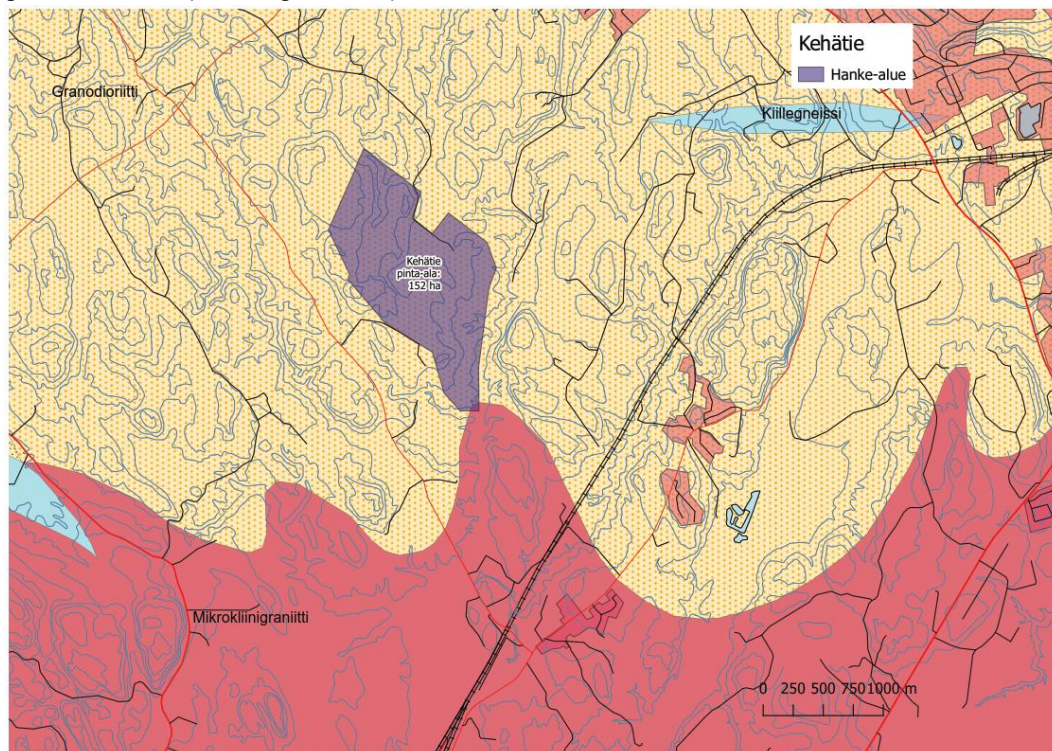 Kehätie
Hanke-alue
Granodioriitti
Kiillegneissi
Kehätie
pinta-ala:
152 ha
Mikrokliinigraniitti
0 250 500 7501000 m